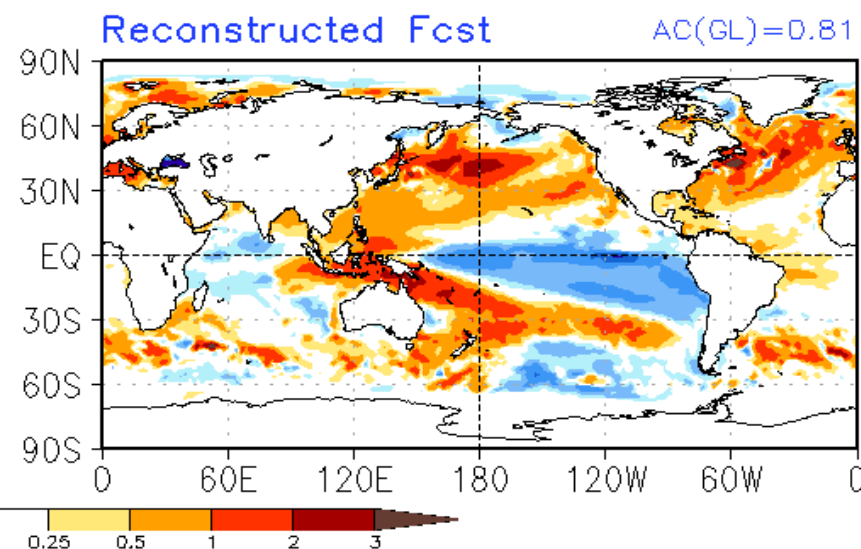 Reconstructed Fcst
AC(GL)=0.81
90N
60N
30N
EQ
30S
60S
90S
0 60E 120E 180 120W 60W 0
0.25 0.5 1 2 3